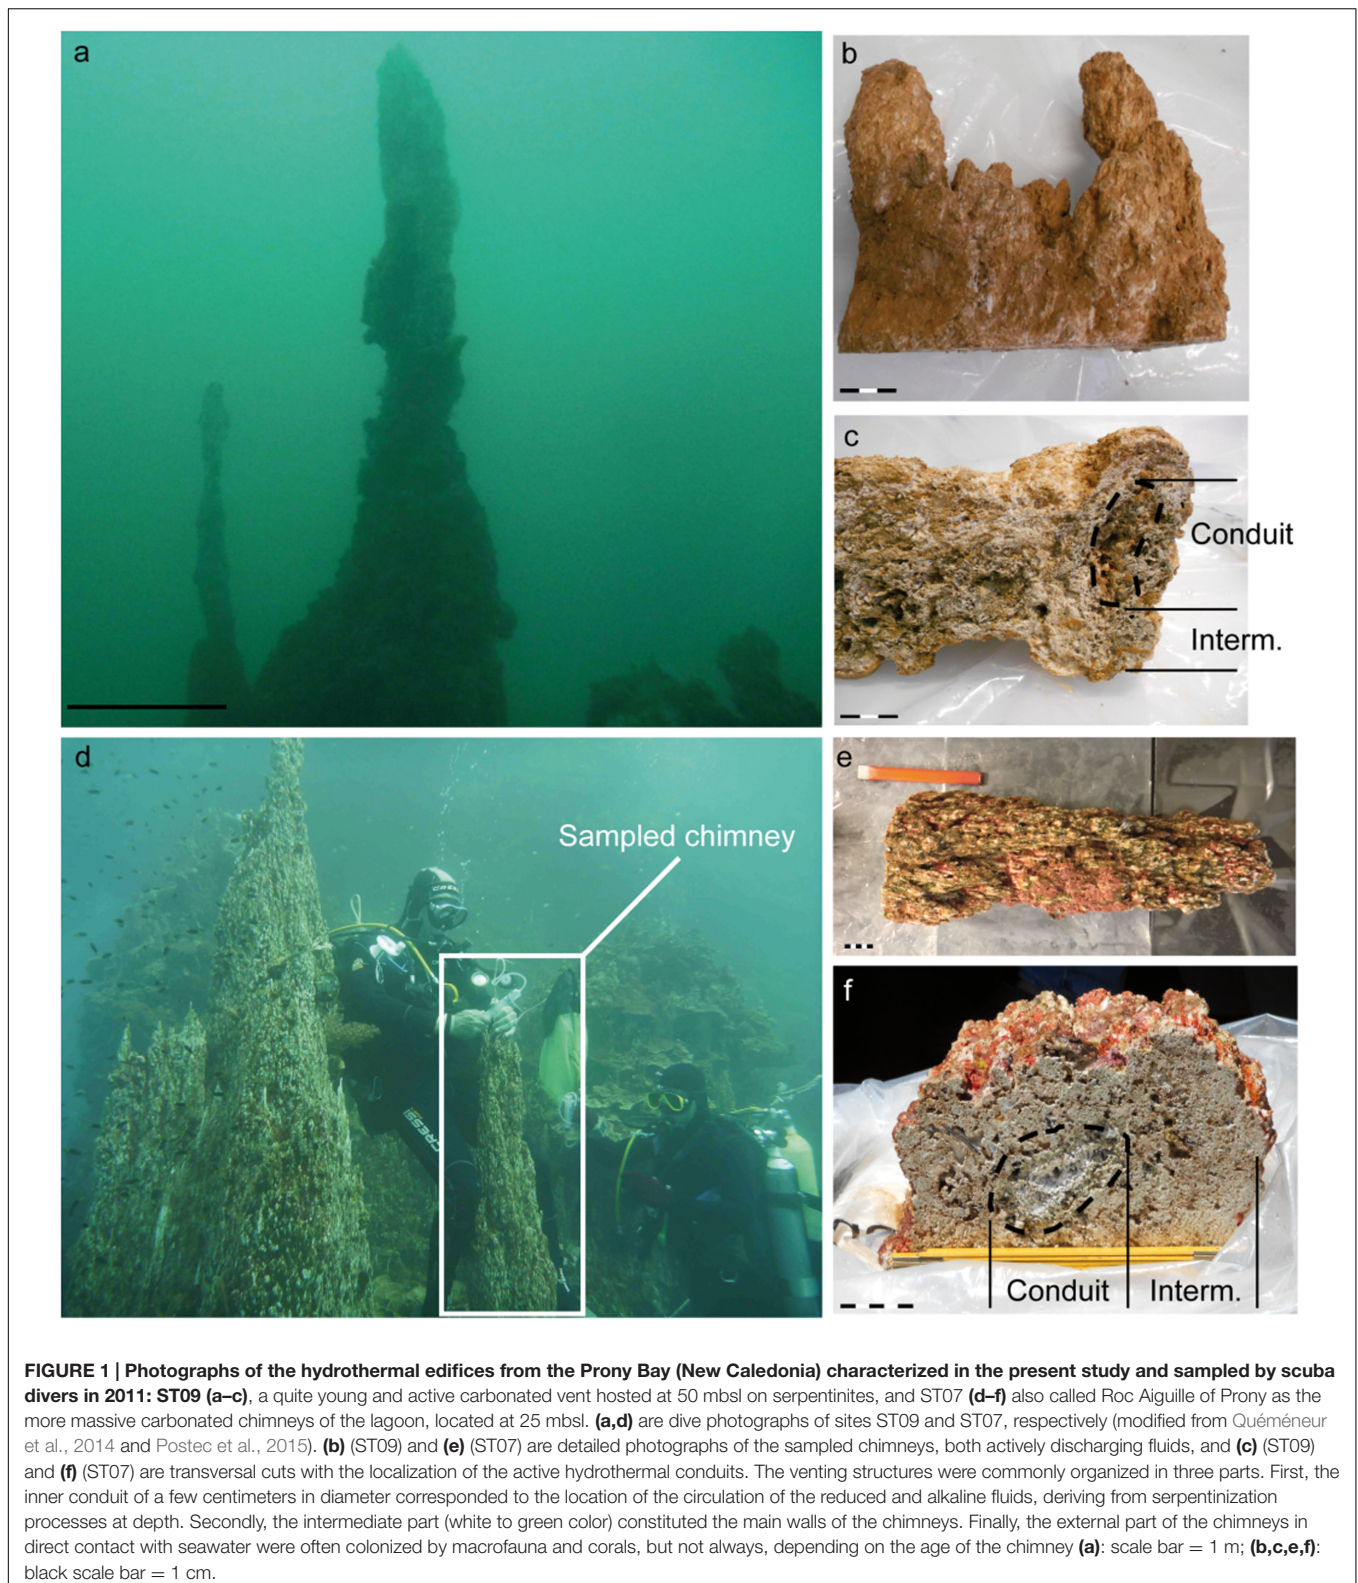 a
b
c
Conduit
Interm.
d
Sampled chimney
CRESSI
e
f
Conduit
Interm.
FIGURE 1 | Photographs of the hydrothermal edifices from the Prony Bay (New Caledonia) characterized in the present study and sampled by scuba
divers in 2011: ST09 (a–c), a quite young and active carbonated vent hosted at 50 mbsl on serpentinites, and ST07 (d–f) also called Roc Aiguille of Prony as the
more massive carbonated chimneys of the lagoon, located at 25 mbsl. (a,d) are dive photographs of sites ST09 and ST07, respectively (modified from Quéméneur
et al., 2014 and Postec et al., 2015). (b) (ST09) and (e) (ST07) are detailed photographs of the sampled chimneys, both actively discharging fluids, and (c) (ST09)
and (f) (ST07) are transversal cuts with the localization of the active hydrothermal conduits. The venting structures were commonly organized in three parts. First, the
inner conduit of a few centimeters in diameter corresponded to the location of the circulation of the reduced and alkaline fluids, deriving from serpentinization
processes at depth. Secondly, the intermediate part (white to green color) constituted the main walls of the chimneys. Finally, the external part of the chimneys in
direct contact with seawater were often colonized by macrofauna and corals, but not always, depending on the age of the chimney (a): scale bar = 1 m; (b,c,e,f):
black scale bar = 1 cm.